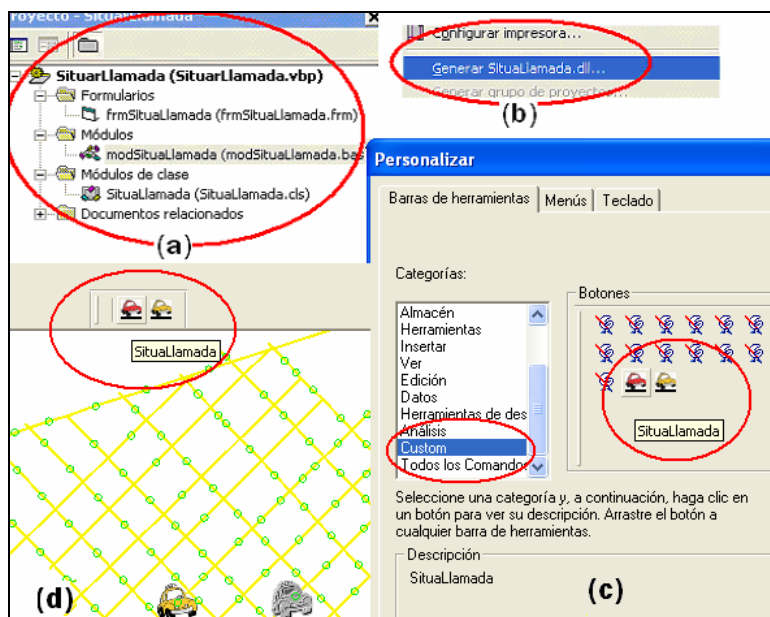 royecto - SituarLlamada
SituarLlamada (SituarLlamada.vbp)
Formularios
frmSituaLlamada (frmSituaLlamada.frm)
Módulos
modSituaLlamada (modSituaLlamada.bas
Módulos de clase
SituaLlamada (SituaLlamada.cls)
Documentos relacionados
(a)
Configurar impresora...
Generar SituaLlamada.dll...
Generar grupo de proyectos...
(b)
SituaLlamada
(d)
Personalizar
Barras de herramientas
Menús
Teclado
Categorías:
Almacén
Herramientas
Insertar
Ver
Edición
Datos
Herramientas de des
Análisis
Custom
Todos los Comandos
Botones
SituaLlamada
Seleccione una categoría y, a continuación, haga clic en
un botón para ver su descripción. Arrastre el botón a
cualquier barra de herramientas.
Descripción
SituaLlamada
(c)